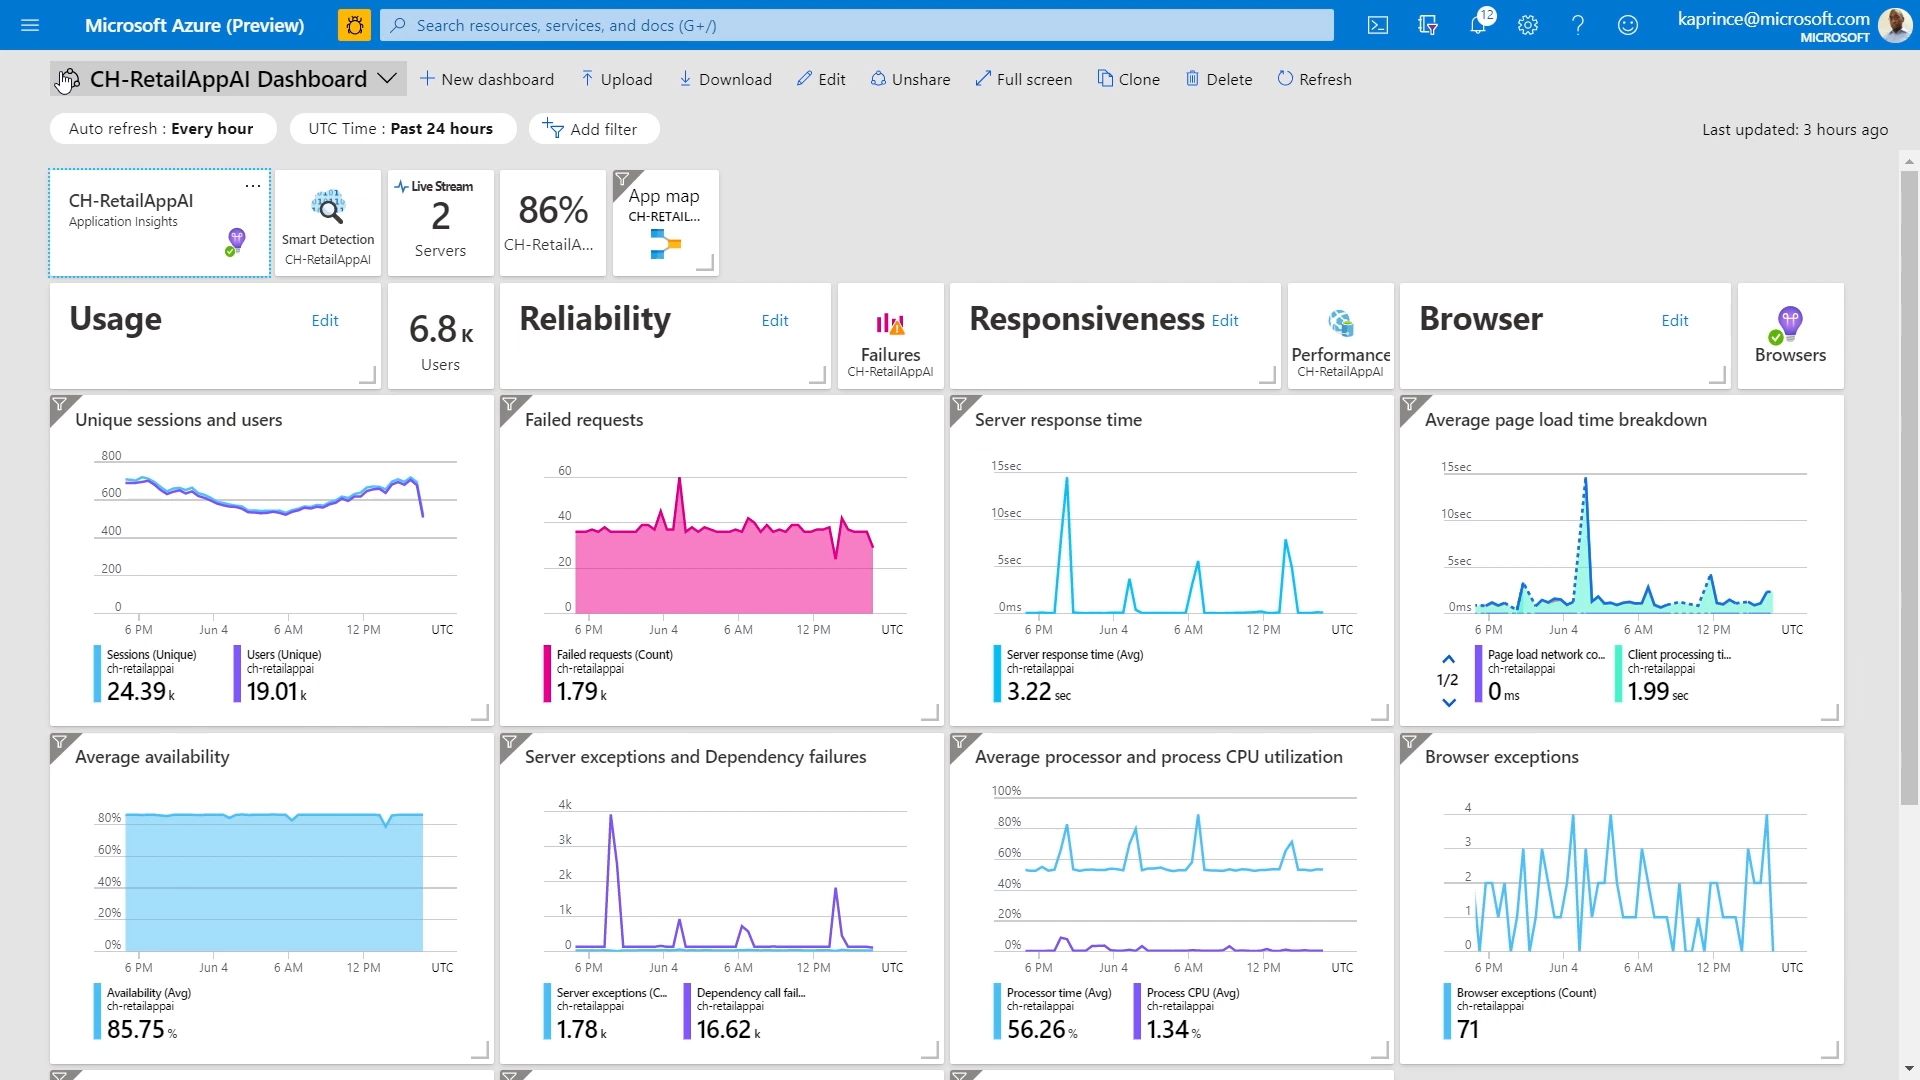 Microsoft Azure (Preview)
Search resources, services, and docs (G+/)
12
kaprince@microsoft.com
MICROSOFT
CH-RetailAppAI Dashboard
New dashboard
Upload
Download
Edit
Unshare
Full screen
Clone
Delete
Refresh
Auto refresh : Every hour
UTC Time : Past 24 hours
Add filter
Last updated: 3 hours ago
CH-RetailAppAI
Application Insights
...
Smart Detection
CH-RetailAppAI
Live Stream
2
Servers
86%
CH-RetailA...
App map
CH-RETAIL...
Usage
Edit
6.8 K
Users
Reliability
Edit
Failures
CH-RetailAppAI
Responsiveness
Edit
Performance
CH-RetailAppAI
Browser
Edit
Browsers
Unique sessions and users
800
600
400
200
0
6 PM
Jun 4
6 AM
12 PM
UTC
Sessions (Unique)
ch-retailappai
24.39 k
Users (Unique)
ch-retailappai
19.01 k
Failed requests
60
40
20
0
6 PM
Jun 4
6 AM
12 PM
UTC
Failed requests (Count)
ch-retailappai
1.79 k
Server response time
15sec
10sec
5sec
0ms
6 PM
Jun 4
6 AM
12 PM
UTC
Server response time (Avg)
ch-retailappai
3.22 sec
Average page load time breakdown
15sec
10sec
5sec
0ms
6 PM
Jun 4
6 AM
12 PM
UTC
1/2
Page load network co...
ch-retailappai
0 ms
Client processing ti...
ch-retailappai
1.99 sec
Average availability
80%
60%
40%
20%
0%
6 PM
Jun 4
6 AM
12 PM
UTC
Availability (Avg)
ch-retailappai
85.75 %
Server exceptions and Dependency failures
4k
3k
2k
1k
0
6 PM
Jun 4
6 AM
12 PM
UTC
Server exceptions (C...
ch-retailappai
1.78 k
Dependency call fail...
ch-retailappai
16.62 k
Average processor and process CPU utilization
100%
80%
60%
40%
20%
0%
6 PM
Jun 4
6 AM
12 PM
UTC
Processor time (Avg)
ch-retailappai
56.26 %
Process CPU (Avg)
ch-retailappai
1.34 %
Browser exceptions
4
3
2
1
0
6 PM
Jun 4
6 AM
12 PM
UTC
Browser exceptions (Count)
ch-retailappai
71